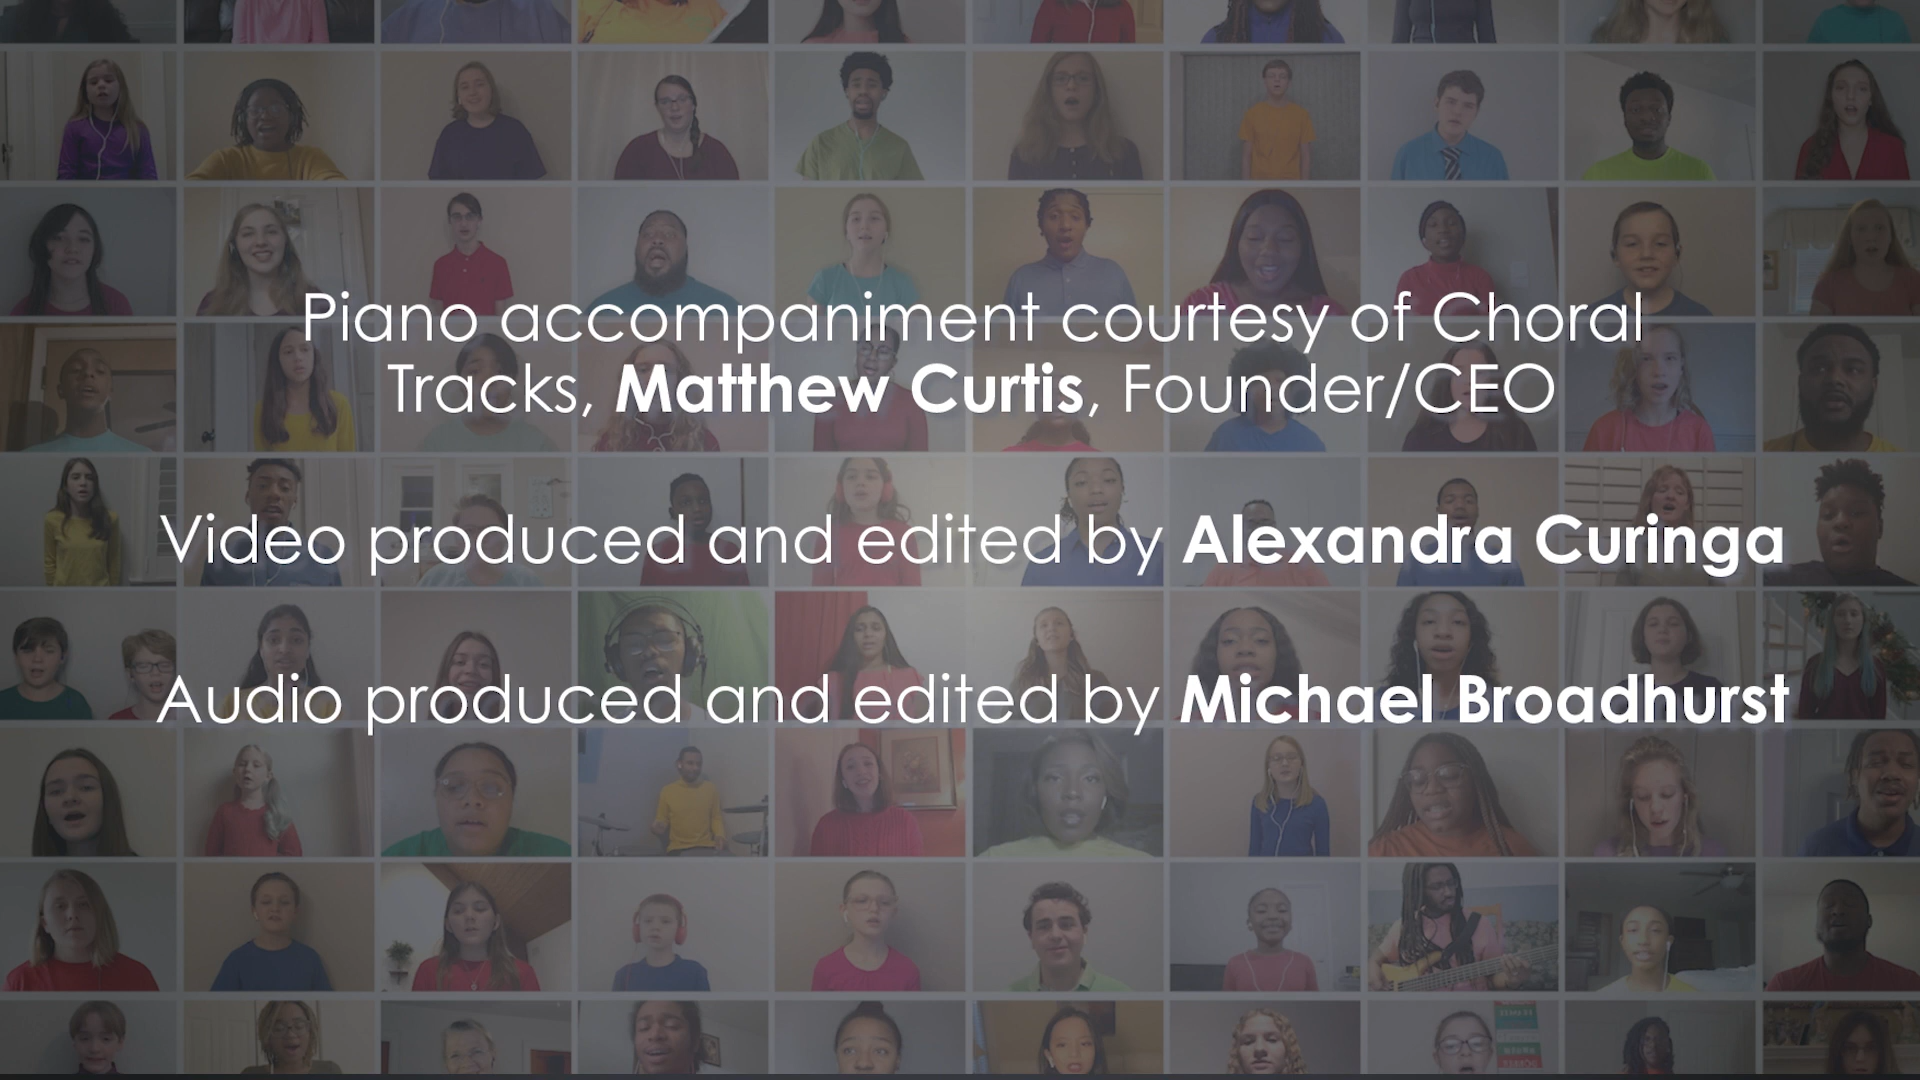 Piano accompaniment courtesy of Choral
Tracks, Matthew Curtis, Founder/CEO
Video produced and edited by Alexandra Curinga
Audio produced and edited by Michael Broadhurst